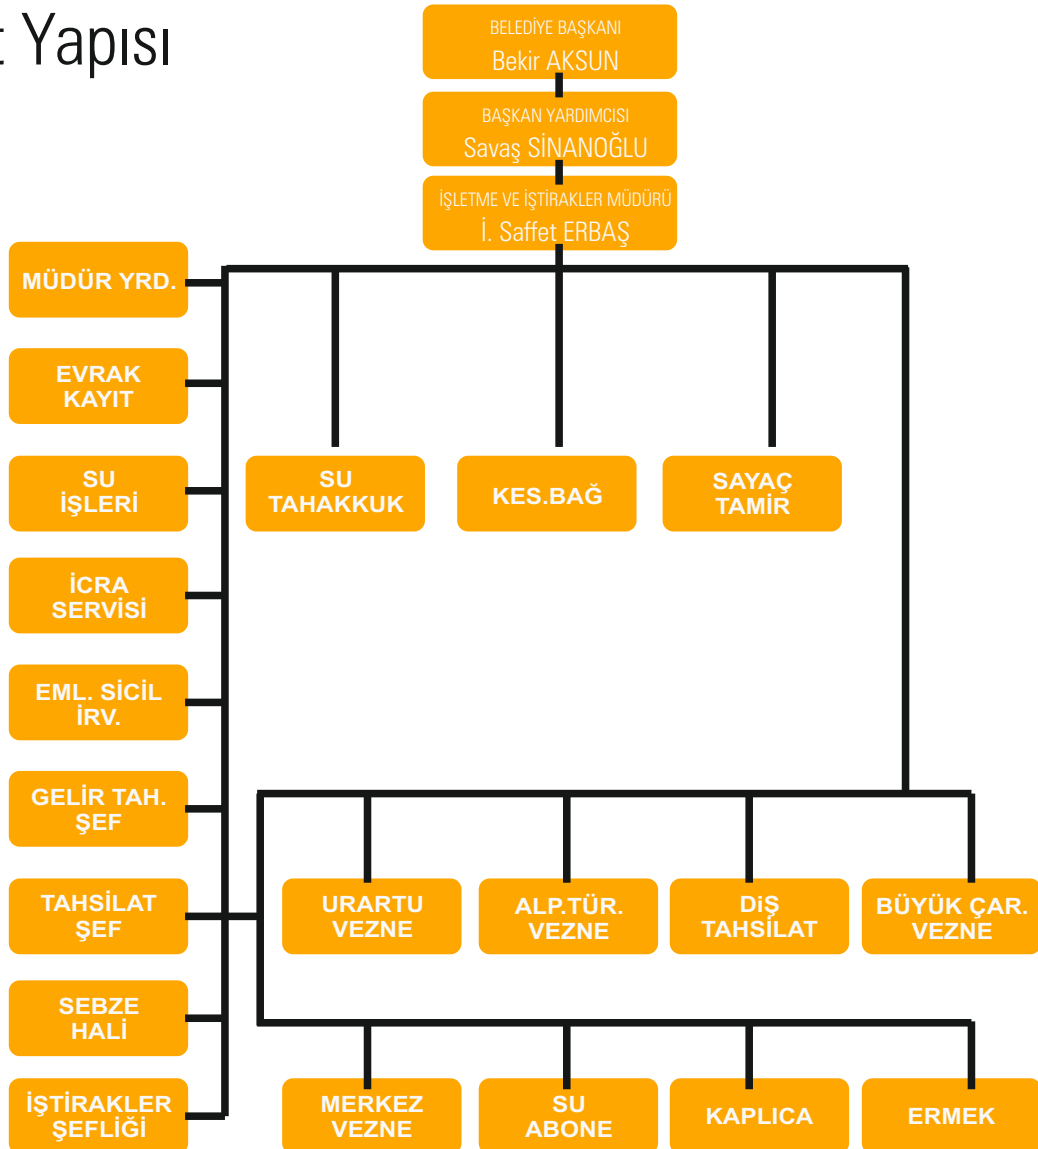 t Yapısı
BELEDİYE BAŞKANI
Bekir AKSUN
BAŞKAN YARDIMCISI
Savaş SİNANOĞLU
İŞLETME VE İŞTİRAKLER MÜDÜRÜ
İ. Saffet ERBAŞ
MÜDÜR YRD.
EVRAK
KAYIT
SU
İŞLERİ
SU
TAHAKKUK
KES.BAĞ
SAYAÇ
TAMİR
İCRA
SERVİSİ
EML. SİCİL
İRV.
GELİR TAH.
ŞEF
TAHSİLAT
ŞEF
URARTU
VEZNE
ALP.TÜR.
VEZNE
DiŞ
TAHSİLAT
BÜYÜK ÇAR.
VEZNE
SEBZE
HALİ
İŞTİRAKLER
ŞEFLİĞİ
MERKEZ
VEZNE
SU
ABONE
KAPLICA
ERMEK